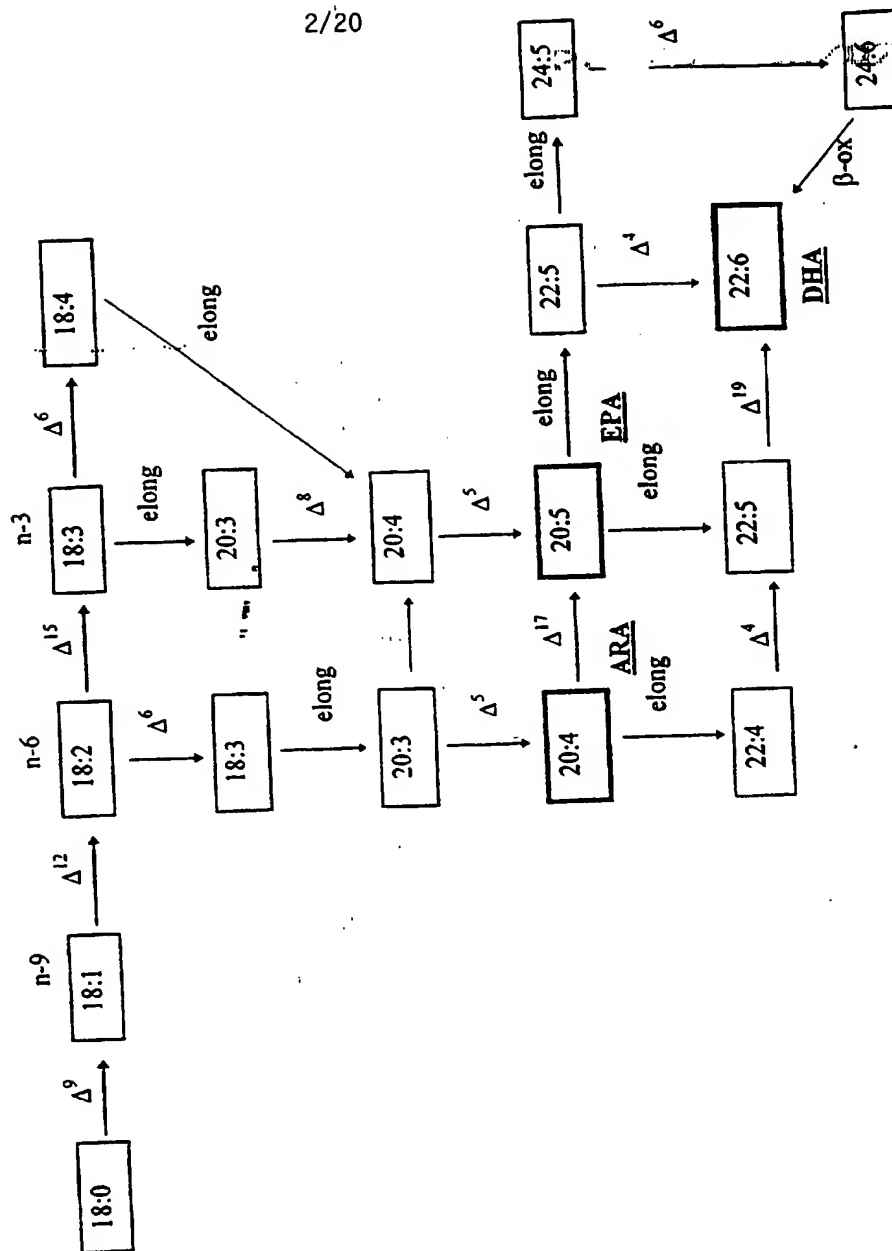 2/20
n-9
n-6
n-3
18:0
Δ⁹
18:1
Δ¹²
18:2
Δ¹⁵
18:3
Δ⁶
18:4
Δ⁶
elong
elong
18:3
20:3
elong
Δ⁸
20:3
20:4
Δ⁵
Δ⁵
20:4
Δ¹⁷
20:5
elong
22:5
elong
24:5
ARA
EPA
elong
elong
Δ⁴
Δ⁶
22:4
Δ⁴
22:5
Δ¹⁹
22:6
β-ox
24:6
DHA